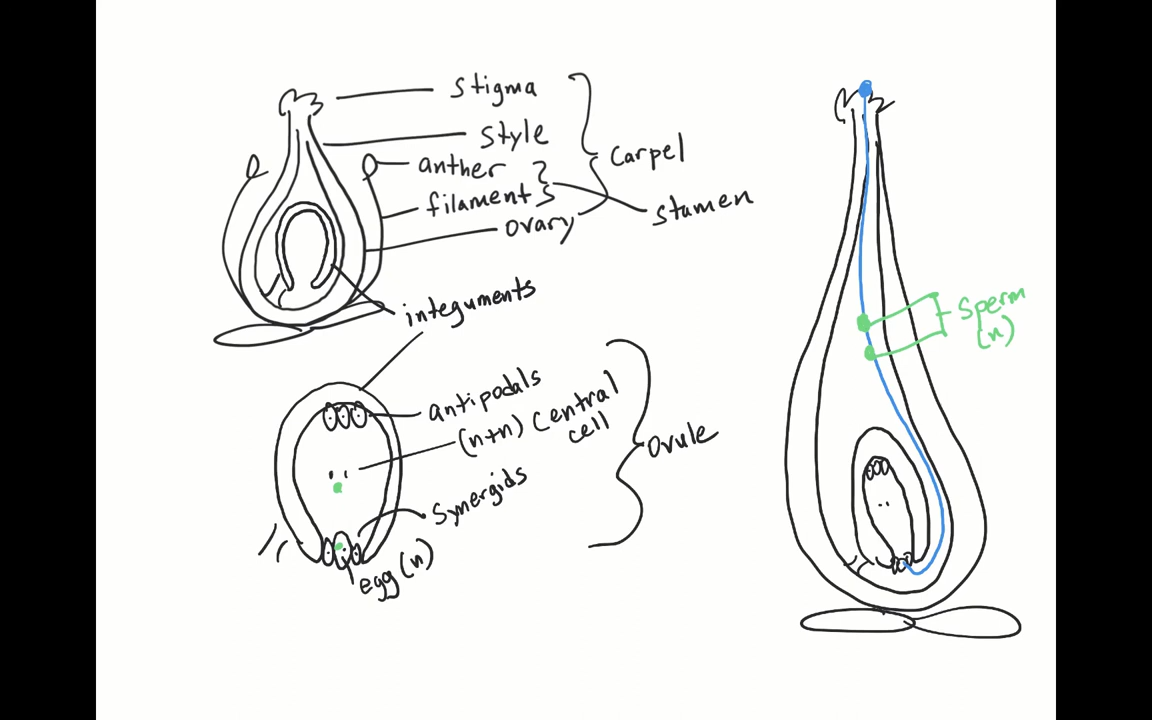 Stigma
Style
anther
filament
ovary
Carpel
Stamen
integuments
antipodals
(n+n) Central
cell
Synergids
egg (n)
Ovule
Sperm
(n)